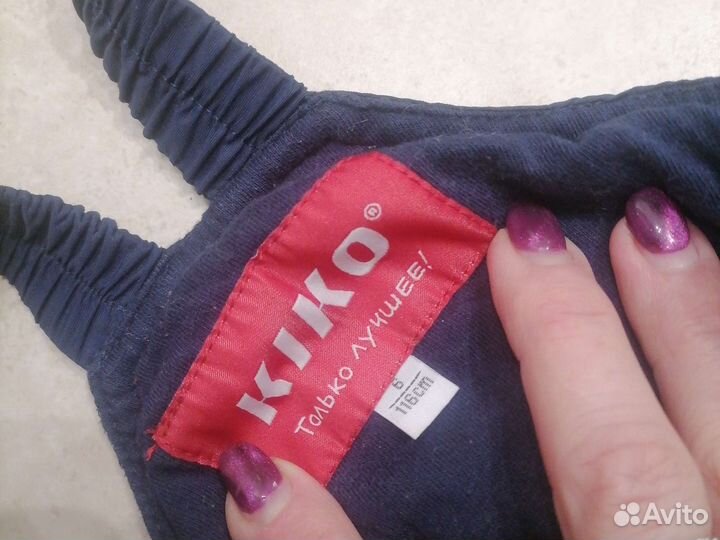 KIKO®
Только лучшее!
6
116cm
Avito